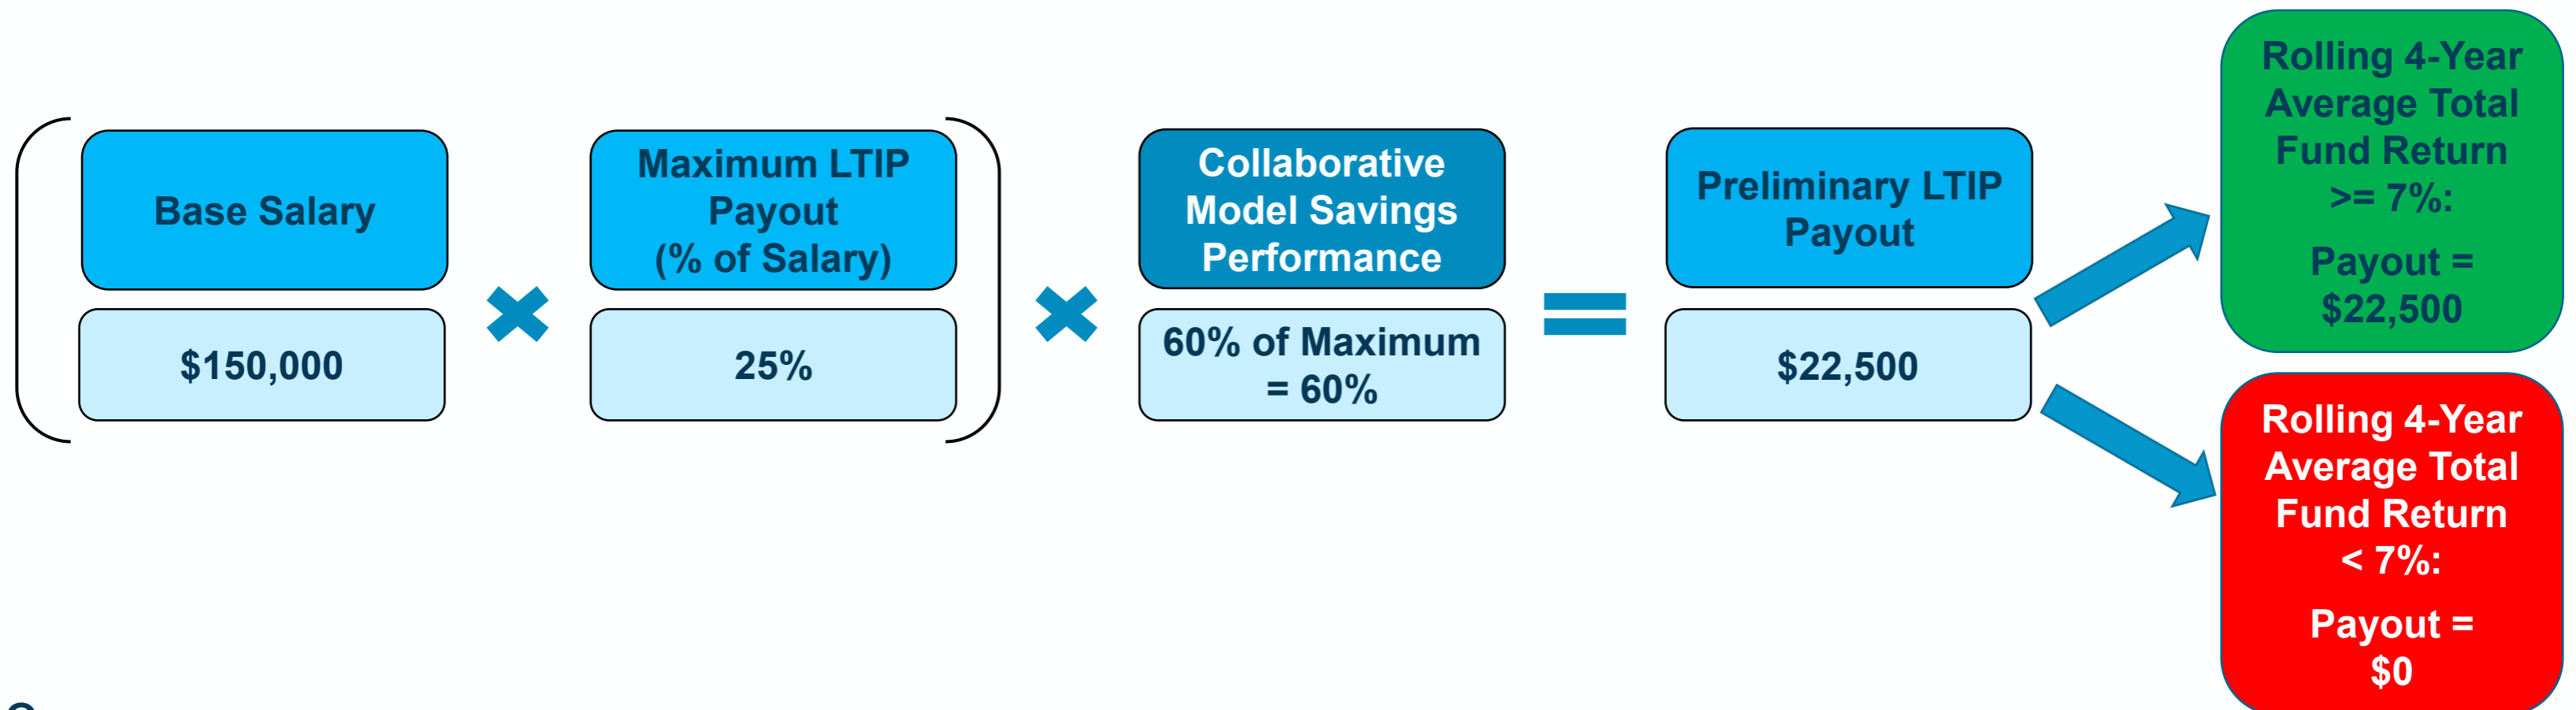 Base Salary
$150,000
Maximum LTIP
Payout
(% of Salary)
25%
Collaborative
Model Savings
Performance
60% of Maximum
= 60%
Preliminary LTIP
Payout
$22,500
Rolling 4-Year
Average Total
Fund Return
>= 7%:
Payout =
$22,500
Rolling 4-Year
Average Total
Fund Return
< 7%:
Payout =
$0